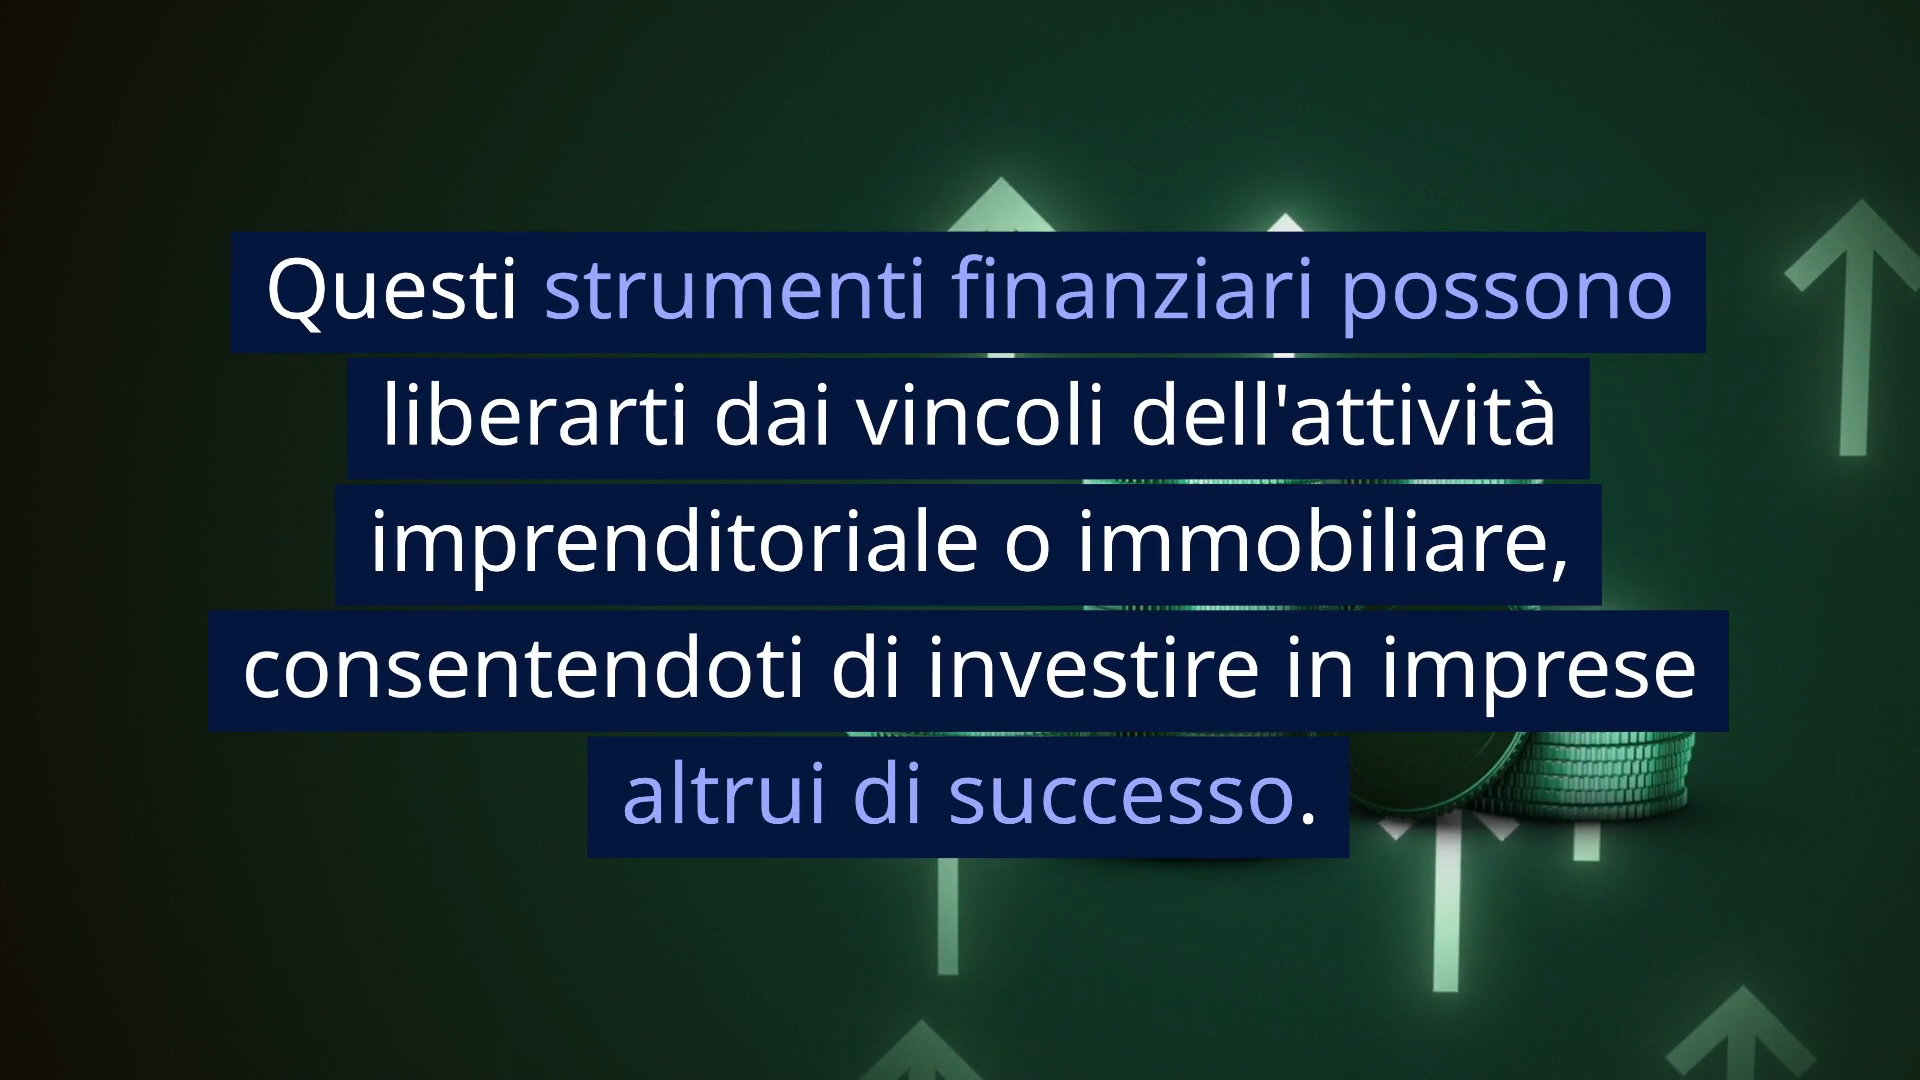 Questi strumenti finanziari possono
liberarti dai vincoli dell'attività
imprenditoriale o immobiliare,
consentendoti di investire in imprese
altrui di successo.